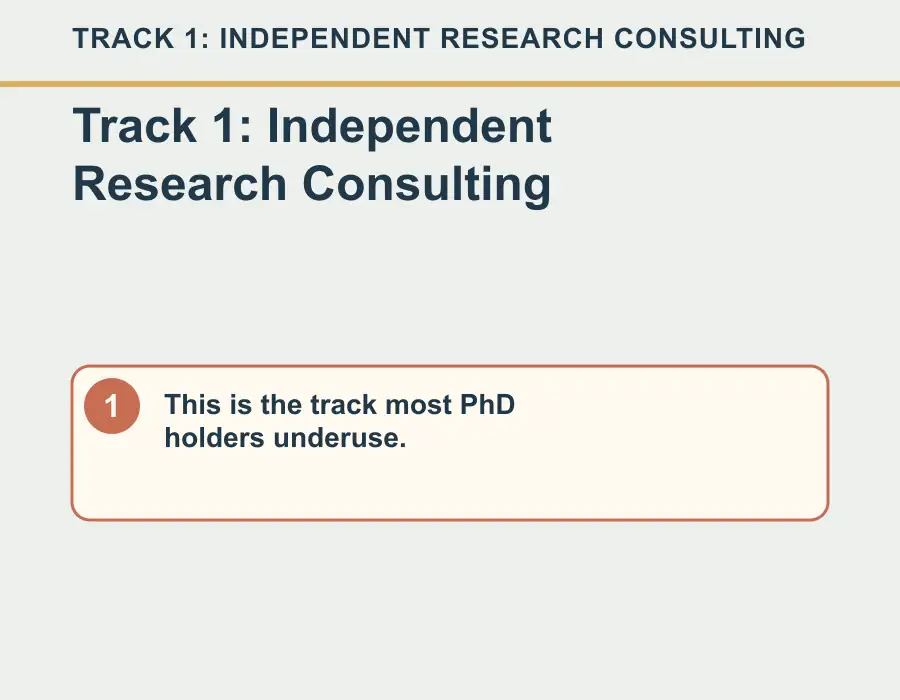 TRACK 1: INDEPENDENT RESEARCH CONSULTING
Track 1: Independent
Research Consulting
1
This is the track most PhD
holders underuse.